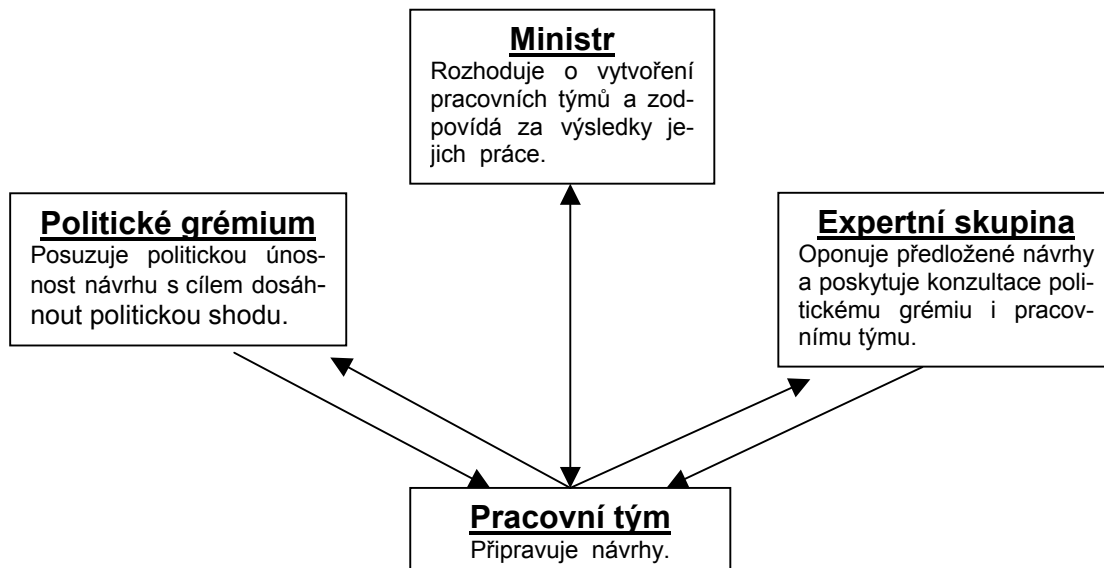 Ministr
Rozhoduje o vytvoření
pracovních týmů a zod-
povídá za výsledky je-
jich práce.
Politické grémium
Posuzuje politickou únos-
nost návrhu s cílem dosáh-
nout politickou shodu.
Expertní skupina
Oponuje předložené návrhy
a poskytuje konzultace poli-
tickému grémiu i pracov-
nímu týmu.
Pracovní tým
Připravuje návrhy.